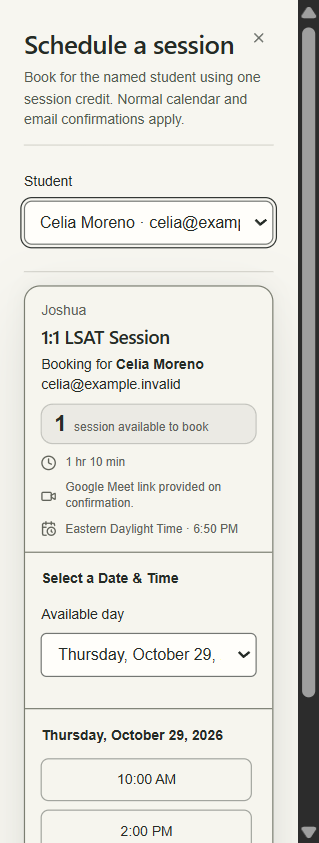 Schedule a session
Book for the named student using one
session credit. Normal calendar and
email confirmations apply.
Student
Celia Moreno · celia@examp
Joshua
1:1 LSAT Session
Booking for Celia Moreno
celia@example.invalid
1 session available to book
1 hr 10 min
Google Meet link provided on
confirmation.
Eastern Daylight Time · 6:50 PM
Select a Date & Time
Available day
Thursday, October 29,
Thursday, October 29, 2026
10:00 AM
2:00 PM